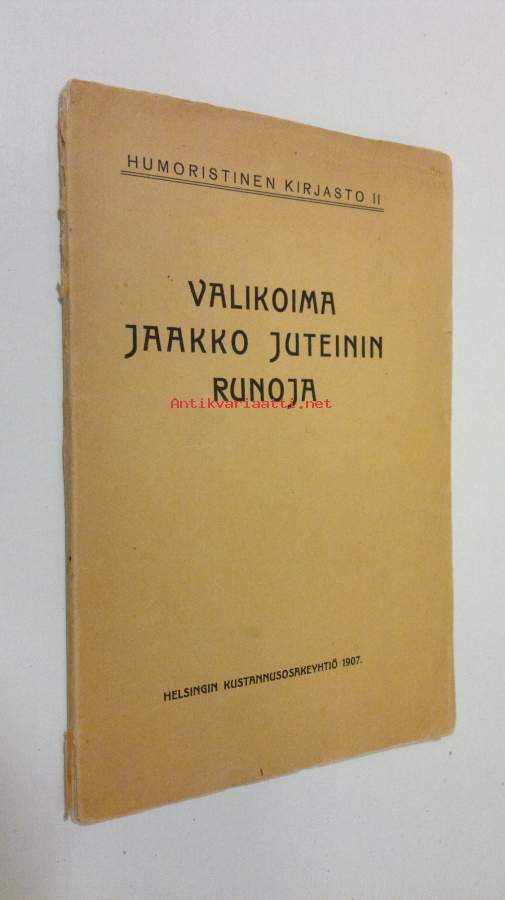 HUMORISTINEN KIRJASTO II
VALIKOIMA
JAAKKO JUTEININ
RUNOJA
Antikvariaatti.net
HELSINGIN KUSTANNUSOSAKEYHTIÖ 1907.